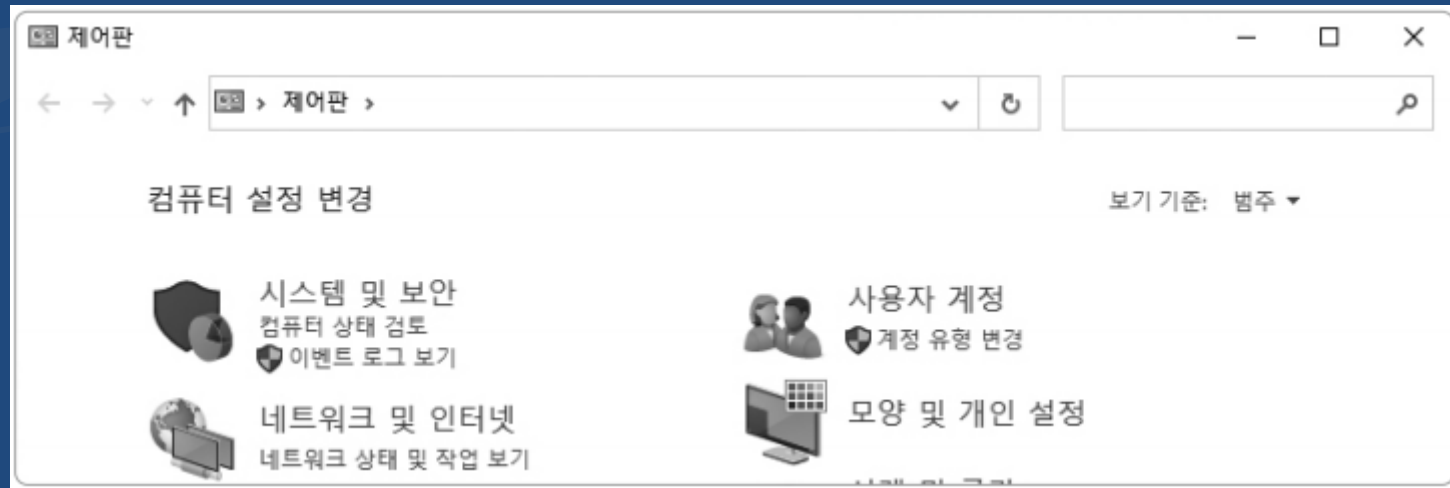 제어판
제어판
컴퓨터 설정 변경
보기 기준: 범주
시스템 및 보안
컴퓨터 상태 검토
이벤트 로그 보기
네트워크 및 인터넷
네트워크 상태 및 작업 보기
사용자 계정
계정 유형 변경
모양 및 개인 설정